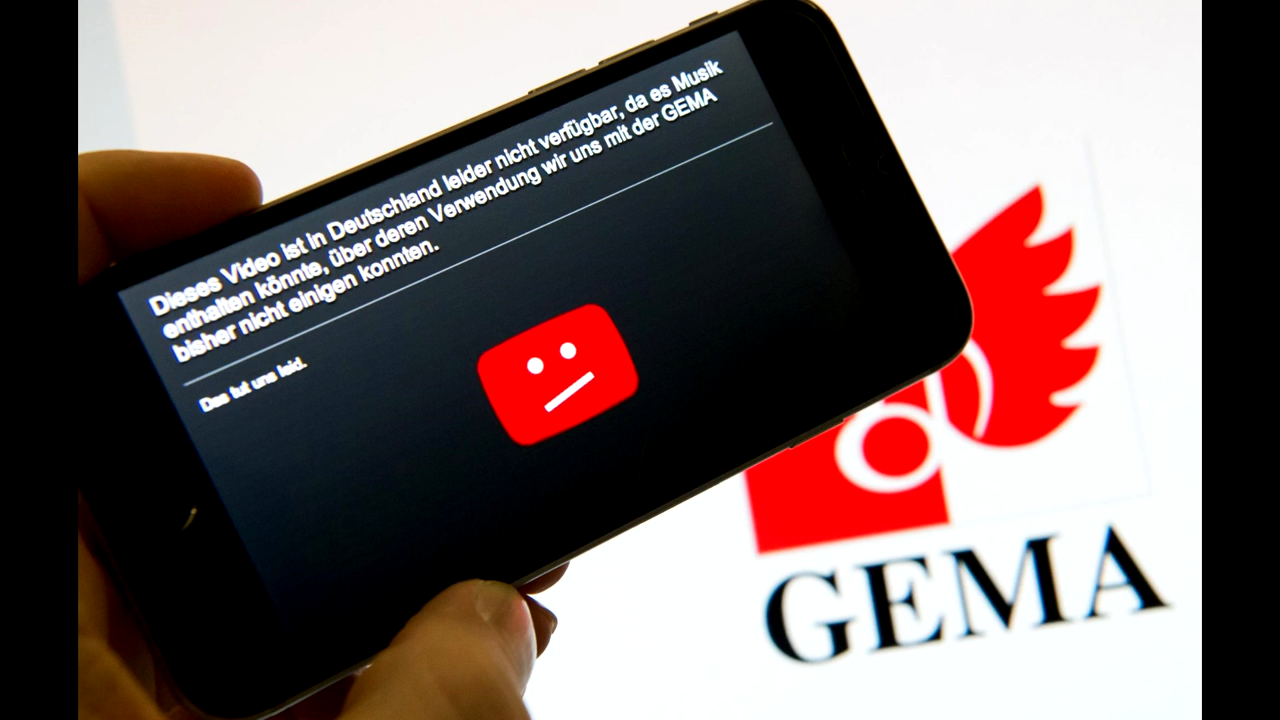 Dieses Video ist in Deutschland leider nicht verfügbar, da es Musik
enthalten könnte, über deren Verwendung wir uns mit der GEMA
bisher nicht einigen konnten.
Das tut uns leid.
GEMA